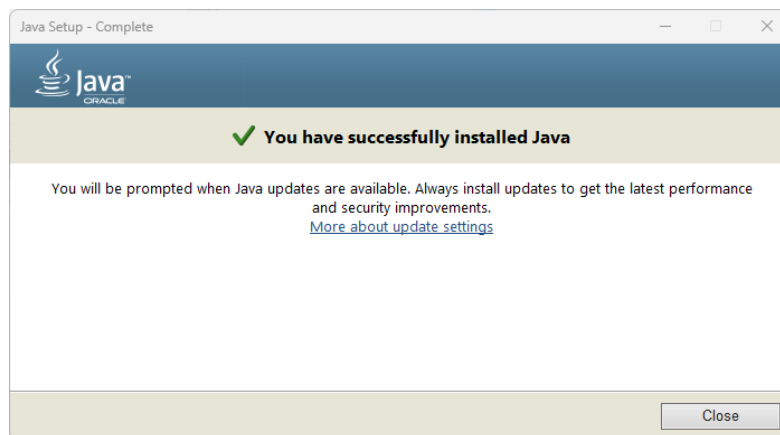 Java Setup - Complete
Java™
ORACLE
You have successfully installed Java
You will be prompted when Java updates are available. Always install updates to get the latest performance
and security improvements.
More about update settings
Close